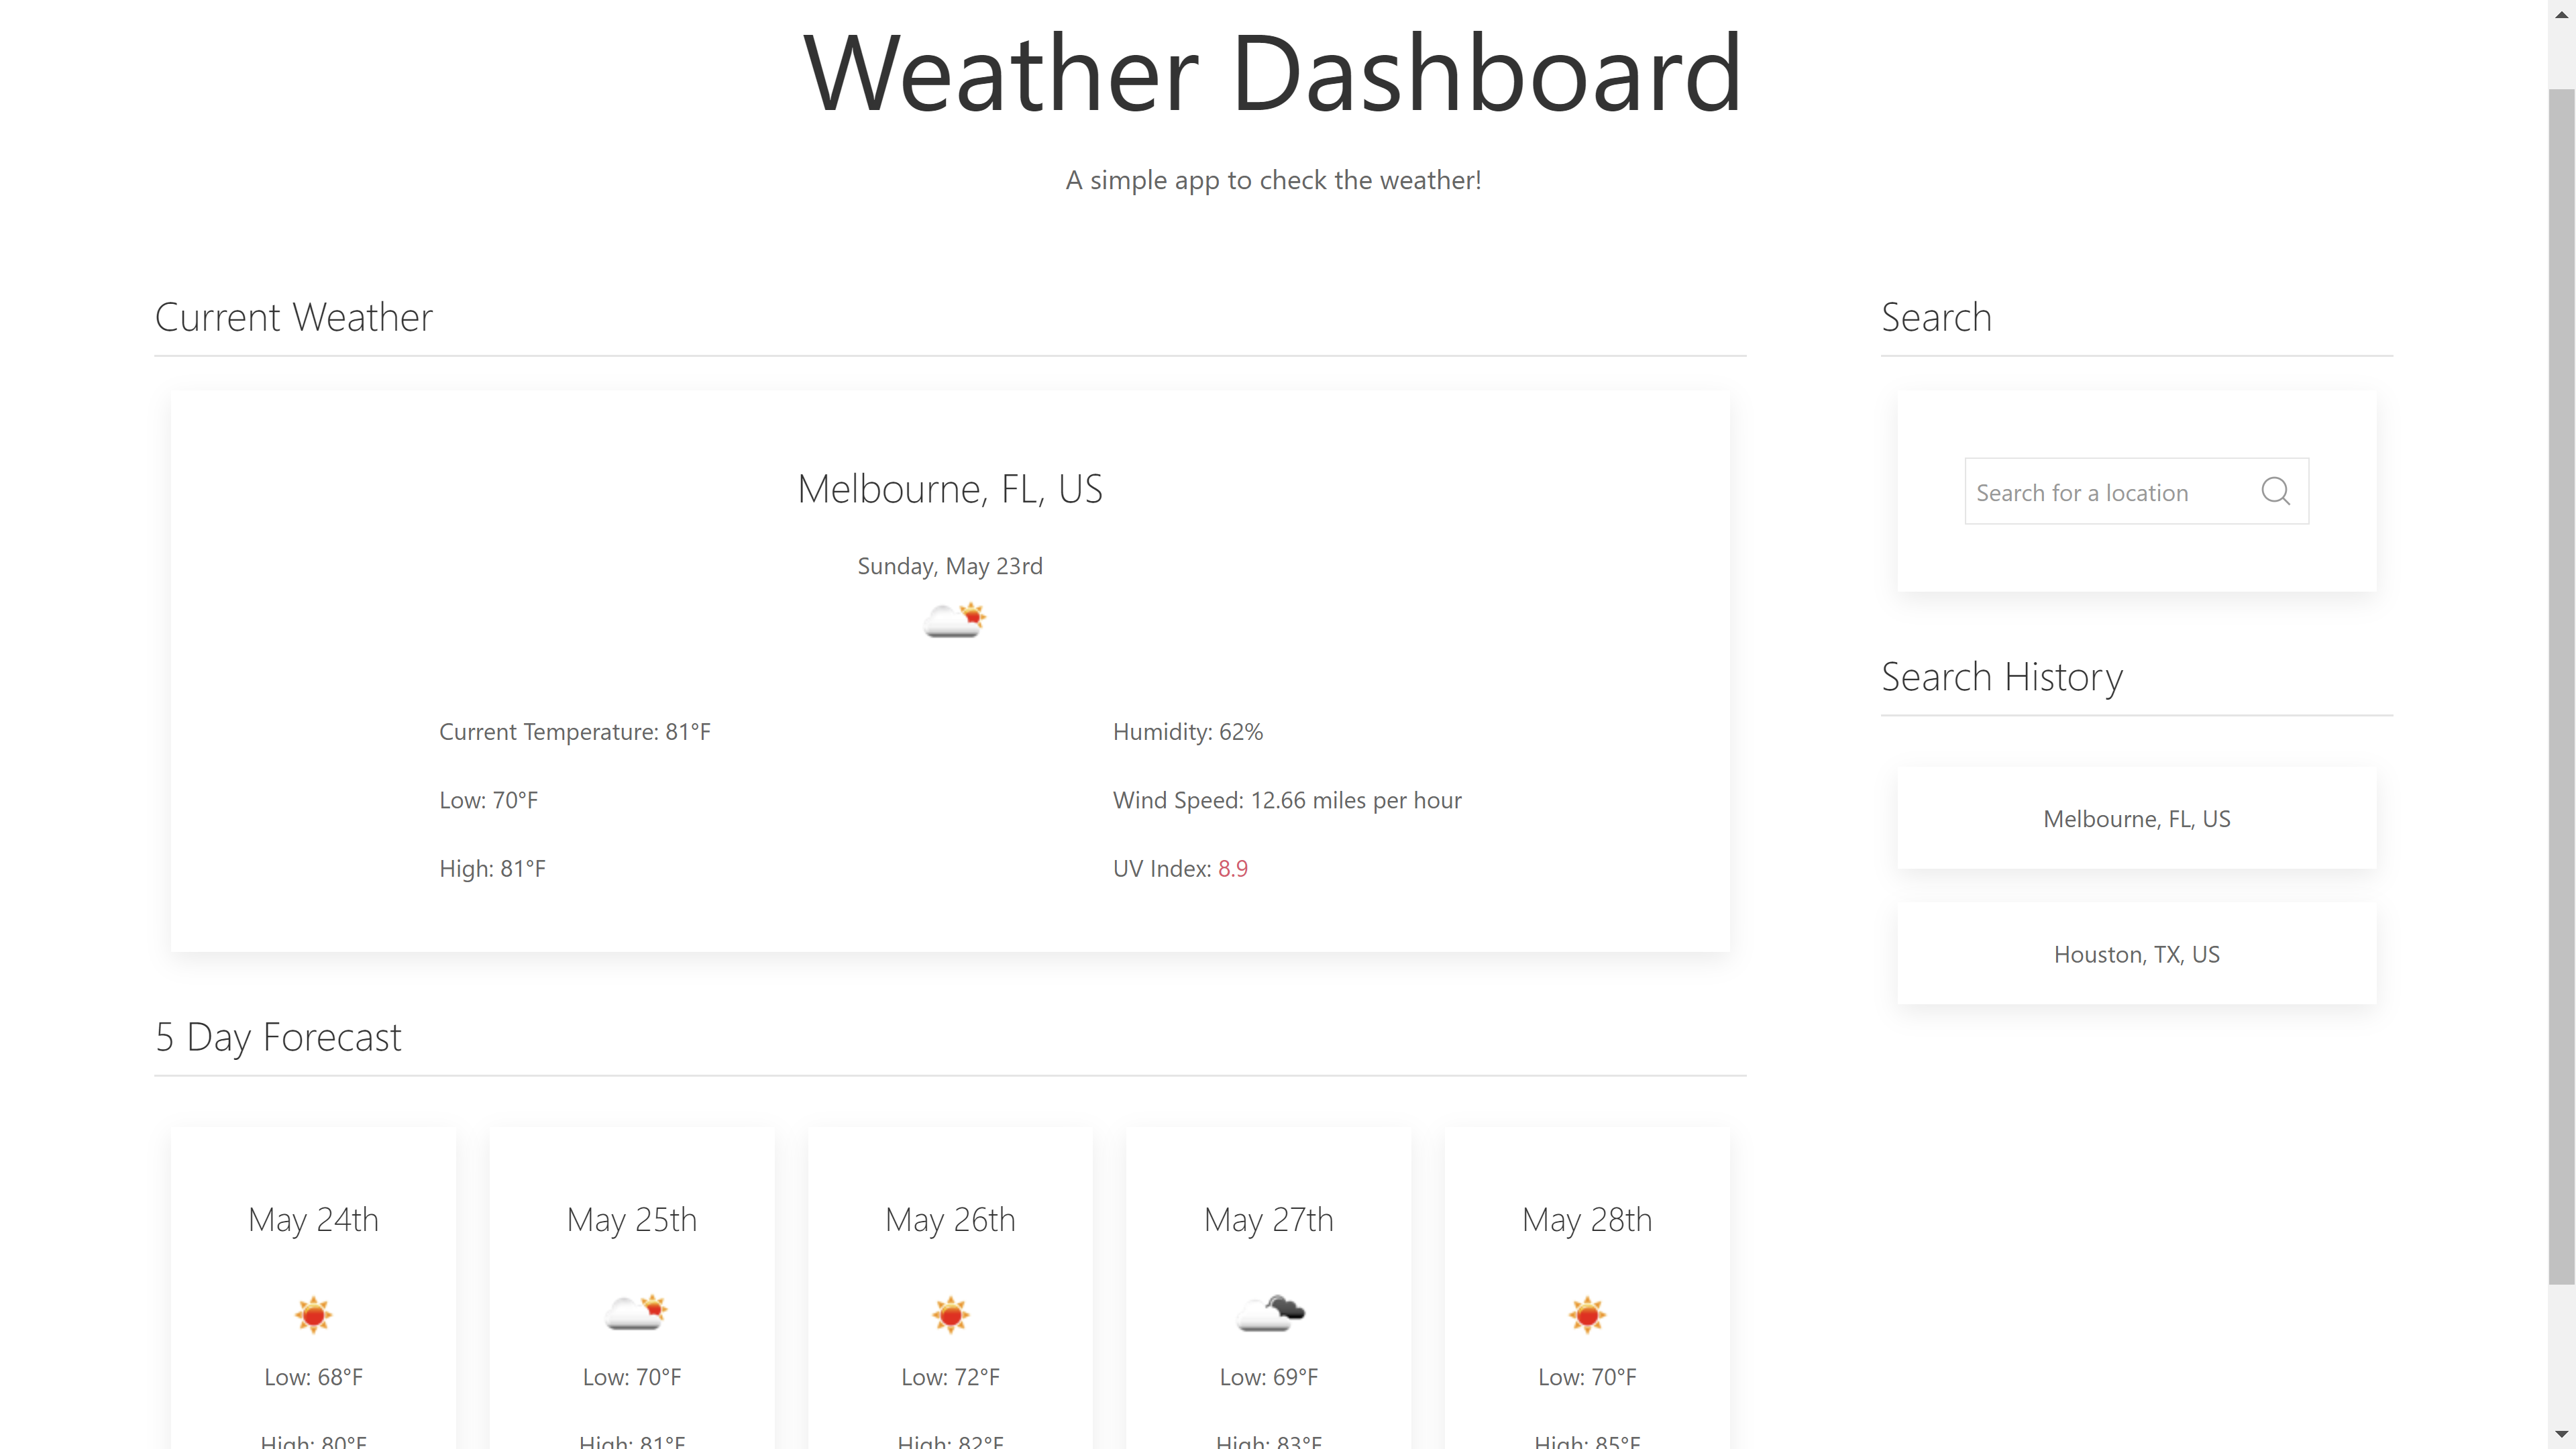 Weather Dashboard
A simple app to check the weather!
Current Weather
Melbourne, FL, US
Sunday, May 23rd
Current Temperature: 81°F
Low: 70°F
High: 81°F
Humidity: 62%
Wind Speed: 12.66 miles per hour
UV Index: 8.9
5 Day Forecast
May 24th
Low: 68°F
High: 80°F
May 25th
Low: 70°F
High: 81°F
May 26th
Low: 72°F
High: 82°F
May 27th
Low: 69°F
High: 83°F
May 28th
Low: 70°F
High: 85°F
Search
Search for a location
Search History
Melbourne, FL, US
Houston, TX, US